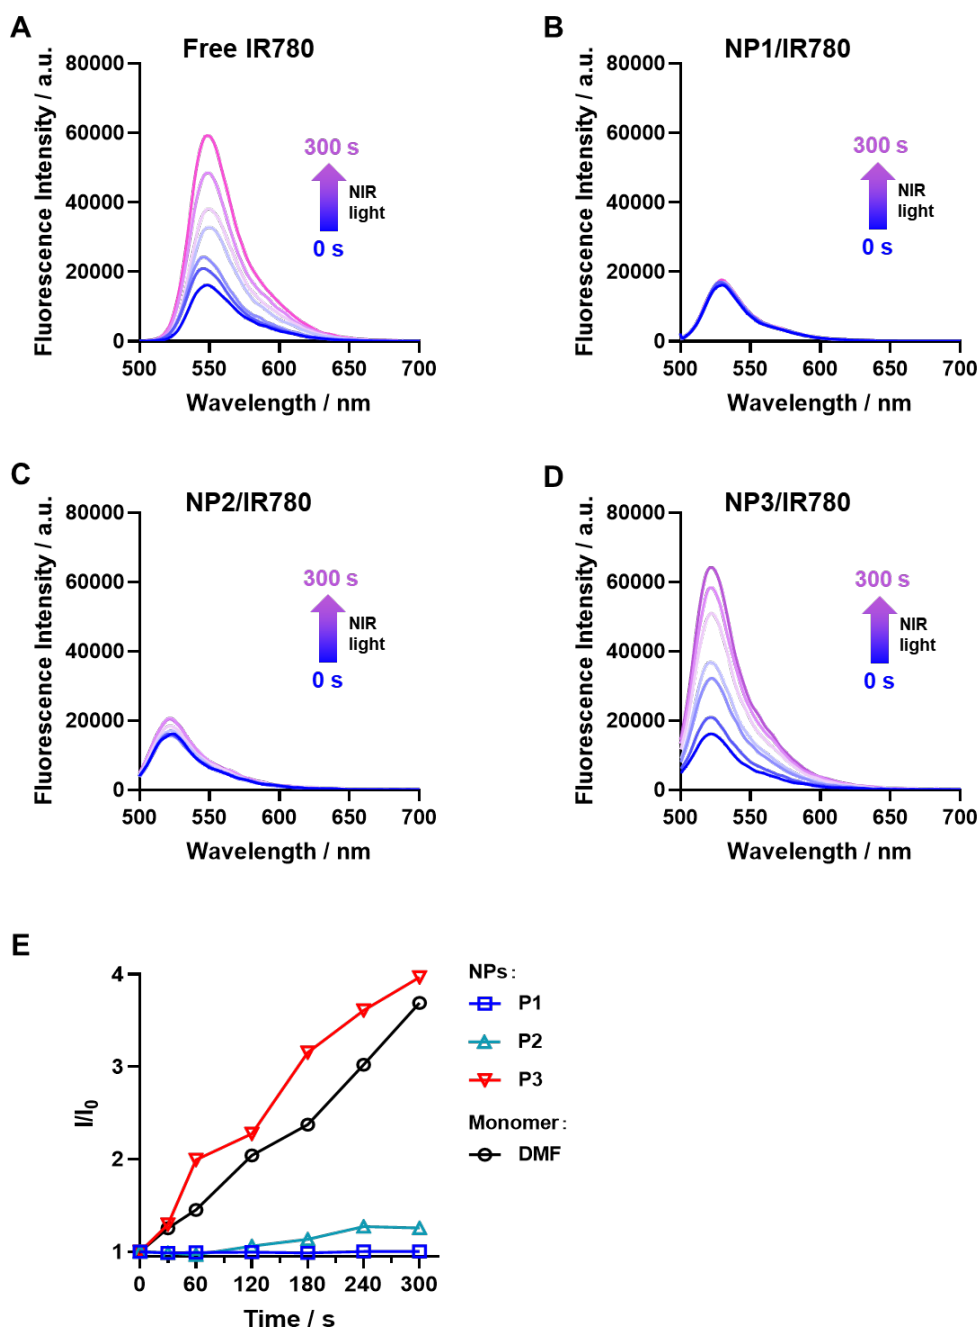 A
Free IR780
Fluorescence Intensity / a.u.
80000
60000
40000
20000
0
300 s
NIR
light
0 s
500 550 600 650 700
Wavelength / nm
B
NP1/IR780
Fluorescence Intensity / a.u.
80000
60000
40000
20000
0
300 s
NIR
light
0 s
500 550 600 650 700
Wavelength / nm
C
NP2/IR780
Fluorescence Intensity / a.u.
80000
60000
40000
20000
0
300 s
NIR
light
0 s
500 550 600 650 700
Wavelength / nm
D
NP3/IR780
Fluorescence Intensity / a.u.
80000
60000
40000
20000
0
300 s
NIR
light
0 s
500 550 600 650 700
Wavelength / nm
E
I/I0
4
3
2
1
0 60 120 180 240 300
Time / s
NPs:
P1
P2
P3
Monomer:
DMF